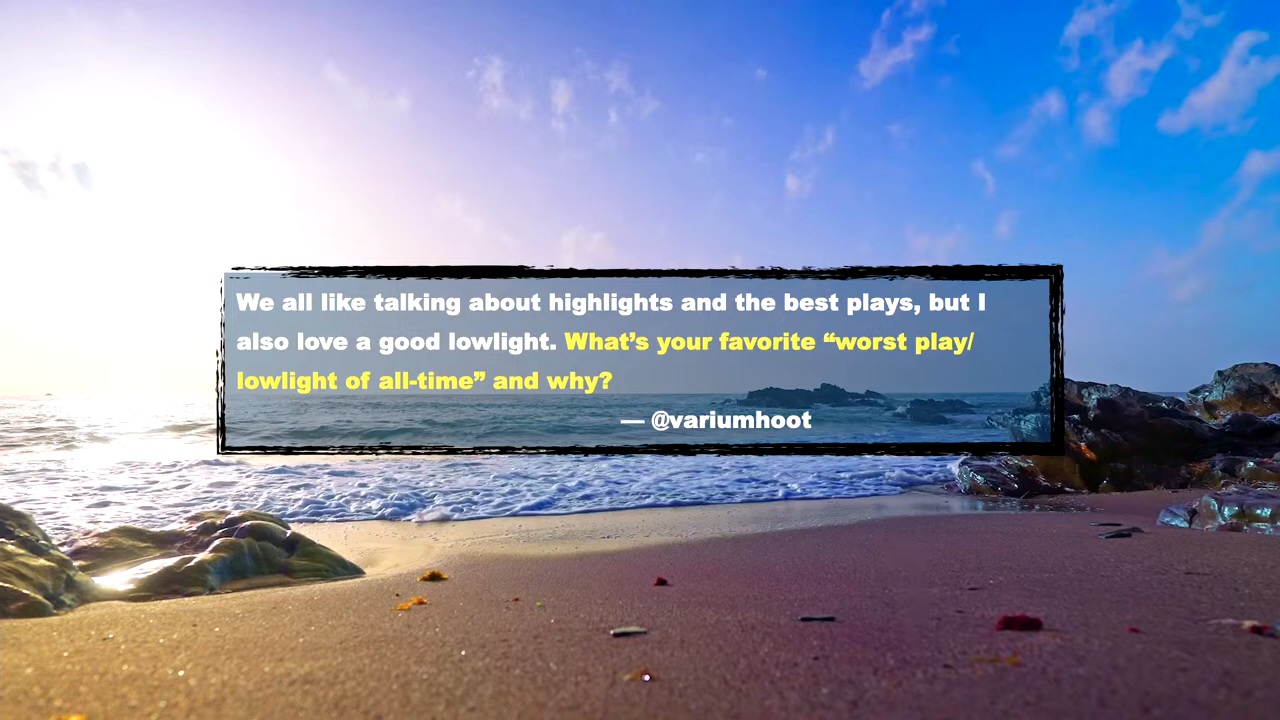 We all like talking about highlights and the best plays, but I
also love a good lowlight. What’s your favorite “worst play/
lowlight of all-time” and why?
— @variumhoot